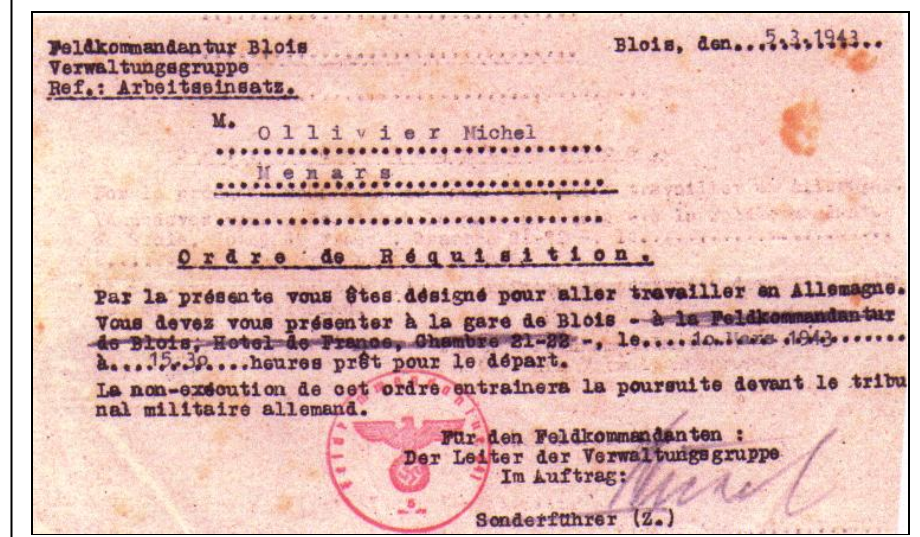 Feldkommandantur Blois
Blois, den...5.3.1943..
Verwaltungsgruppe
Ref.: Arbeitseinsatz.
M. Ollivier Michel
Menars
Ordre de Réquisition.
Par la présente vous êtes désigné pour aller travailler en Allemagne.
Vous devez vous présenter à la gare de Blois - à la Feldkommandantur
de Blois, Hotel de France, Chambre 21-22 -, le....10.Mars 1943.......
à....15.30....heures prêt pour le départ.
La non-exécution de cet ordre entrainera la poursuite devant le tribu
nal militaire allemand.
Für den Feldkommandanten :
Der Leiter der Verwaltungsgruppe
Im Auftrag:
Sonderführer (Z.)